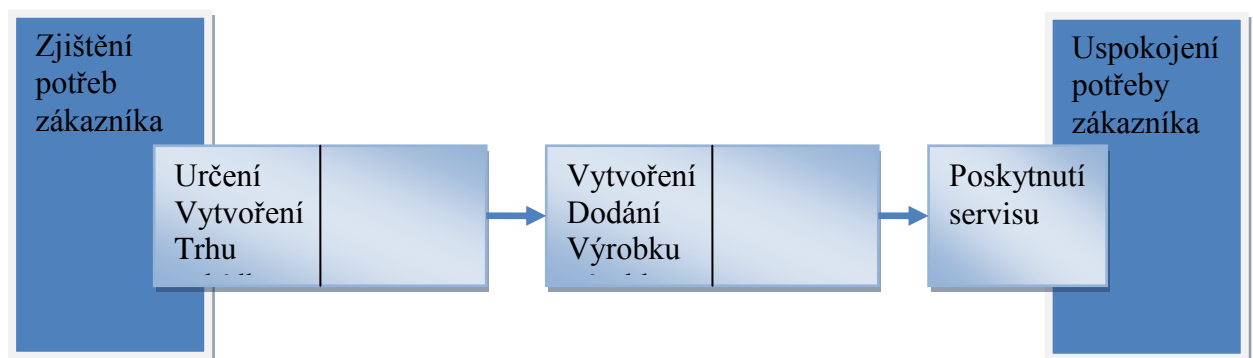 Zjištění
potřeb
zákazníka
Určení
Vytvoření
Trhu
Vytvoření
Dodání
Výrobku
Poskytnutí
servisu
Uspokojení
potřeby
zákazníka